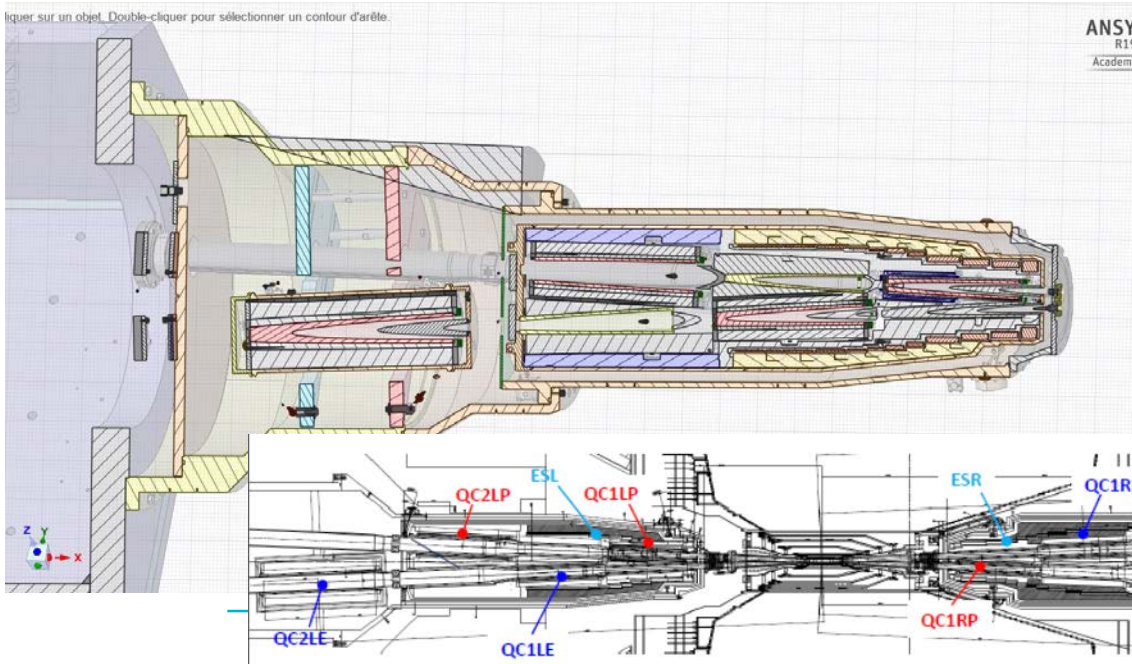 liquer sur un objet. Double-cliquer pour sélectionner un contour d'arête.
ANSY
R19
Academ
Z
Y
X
QC2LP
ESL
QC1LP
ESR
QC1R
QC2LE
QC1LE
QC1RP